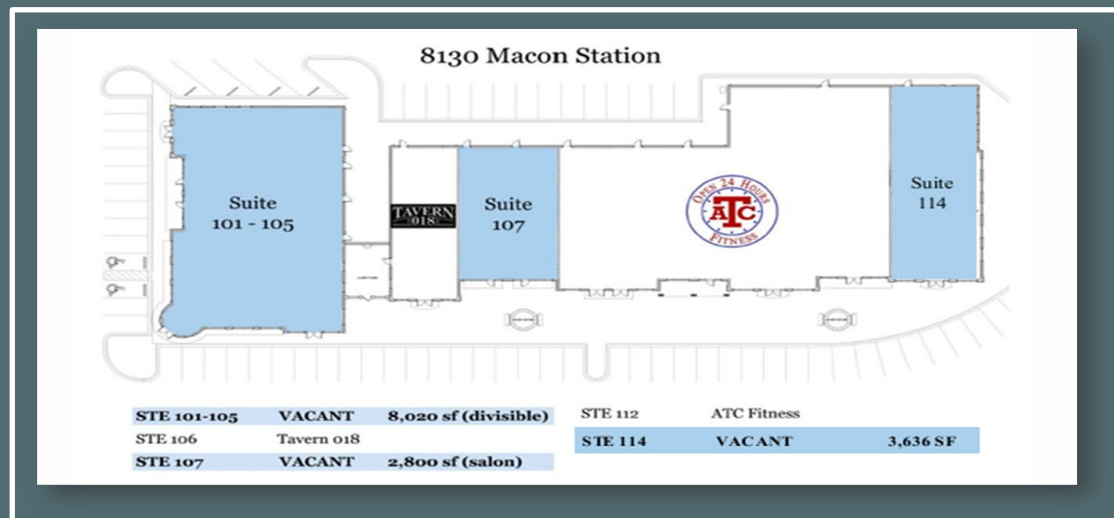 8130 Macon Station
Suite
101 - 105
TAVERN
018
Suite
107
OPEN 24 HOURS
ATC
FITNESS
Suite
114
STE 101-105 VACANT 8,020 sf (divisible)
STE 106 Tavern 018
STE 107 VACANT 2,800 sf (salon)
STE 112 ATC Fitness
STE 114 VACANT 3,636 SF